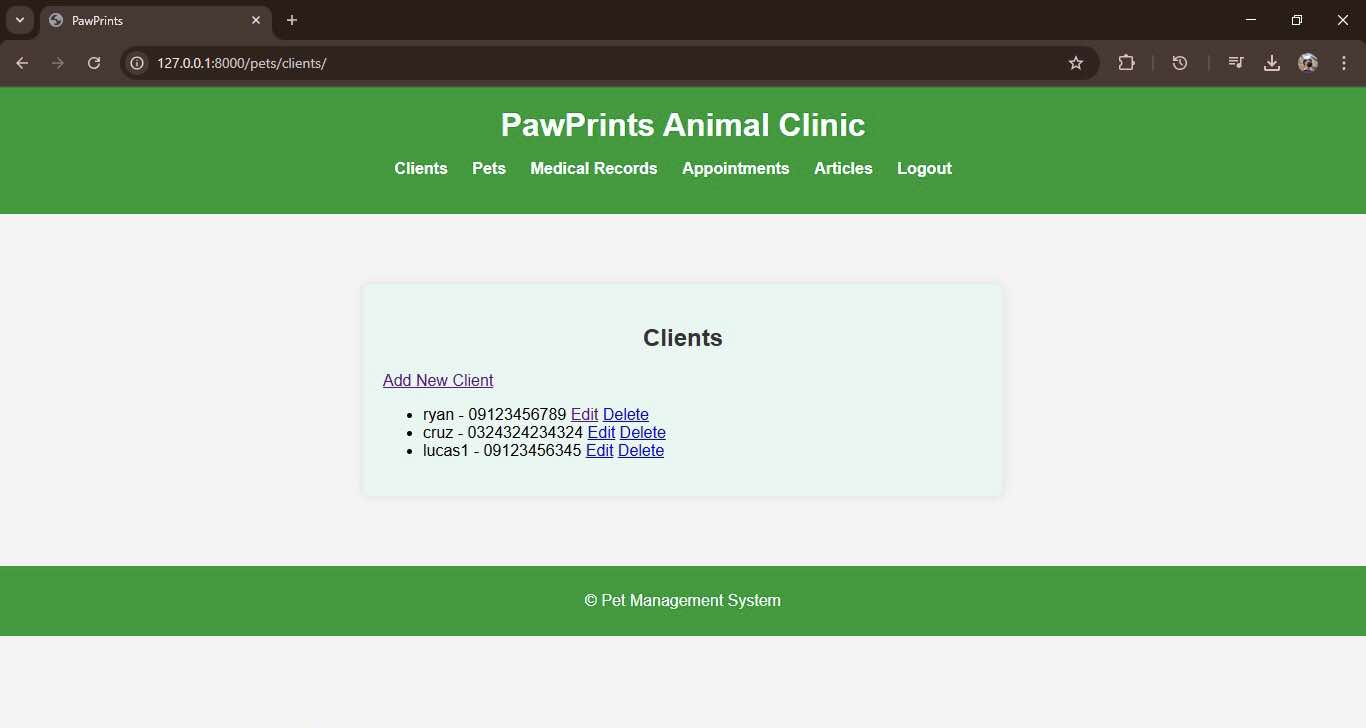 PawPrints
127.0.0.1:8000/pets/clients/
PawPrints Animal Clinic
Clients Pets Medical Records Appointments Articles Logout
Clients
Add New Client
• ryan - 09123456789 Edit Delete
• cruz - 0324324234324 Edit Delete
• lucas1 - 09123456345 Edit Delete
© Pet Management System